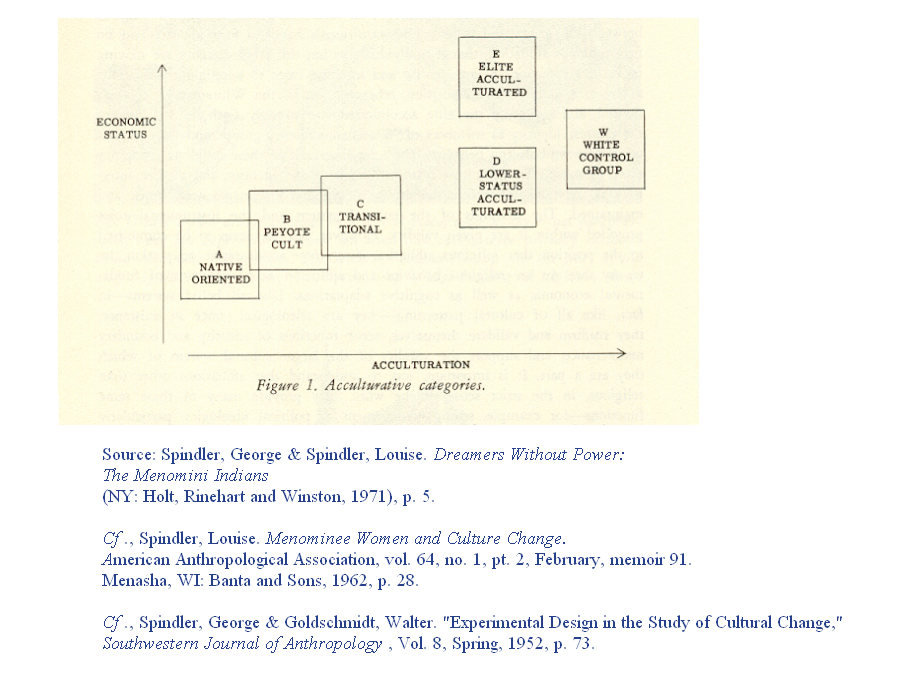 E
ELITE
ACCUL-
TURATED
ECONOMIC
STATUS
W
WHITE
CONTROL
GROUP
D
LOWER-
STATUS
ACCUL-
TURATED
C
TRANSI-
TIONAL
B
PEYOTE
CULT
A
NATIVE
ORIENTED
ACCULTURATION
Figure 1. Acculturative categories.
Source: Spindler, George & Spindler, Louise. Dreamers Without Power:
The Menomini Indians
(NY: Holt, Rinehart and Winston, 1971), p. 5.
Cf., Spindler, Louise. Menominee Women and Culture Change.
American Anthropological Association, vol. 64, no. 1, pt. 2, February, memoir 91.
Menasha, WI: Banta and Sons, 1962, p. 28.
Cf., Spindler, George & Goldschmidt, Walter. "Experimental Design in the Study of Cultural Change,"
Southwestern Journal of Anthropology , Vol. 8, Spring, 1952, p. 73.